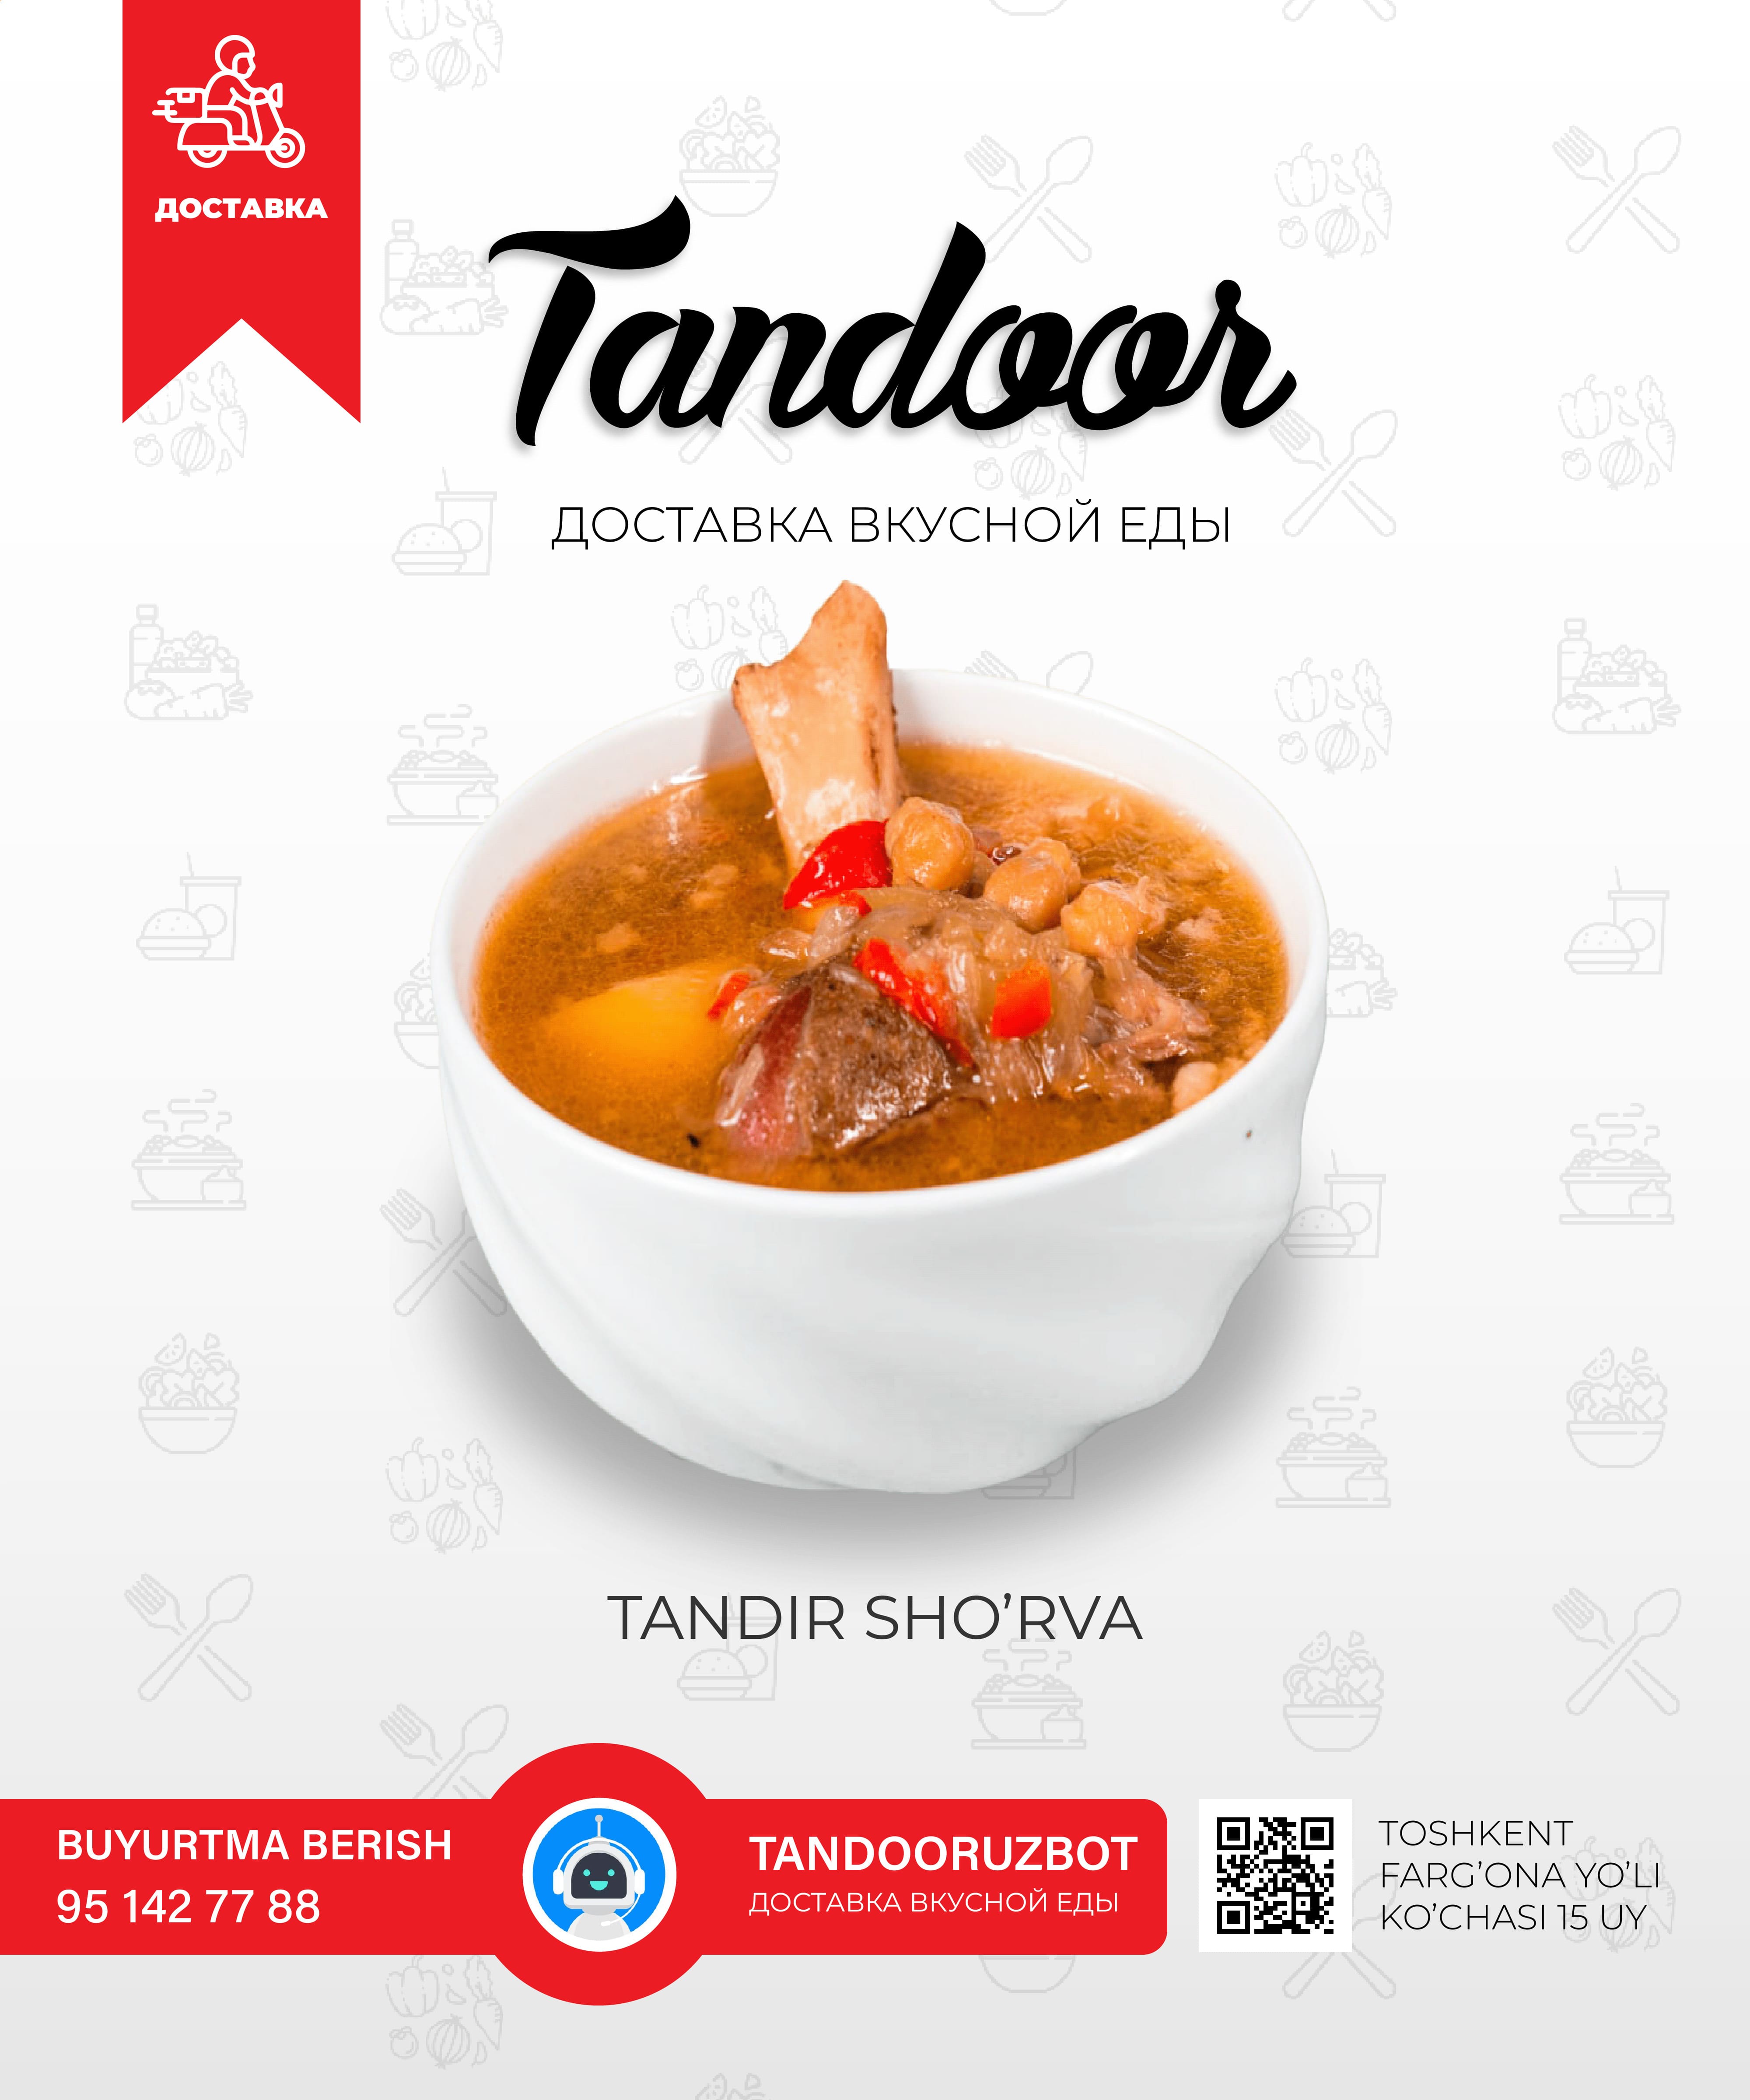 ДОСТАВКА
Tandoor
ДОСТАВКА ВКУСНОЙ ЕДЫ
TANDIR SHO’RVA
BUYURTMA BERISH
95 142 77 88
TANDOORUZBOT
ДОСТАВКА ВКУСНОЙ ЕДЫ
TOSHKENT
FARG’ONA YO’LI
KO’CHASI 15 UY